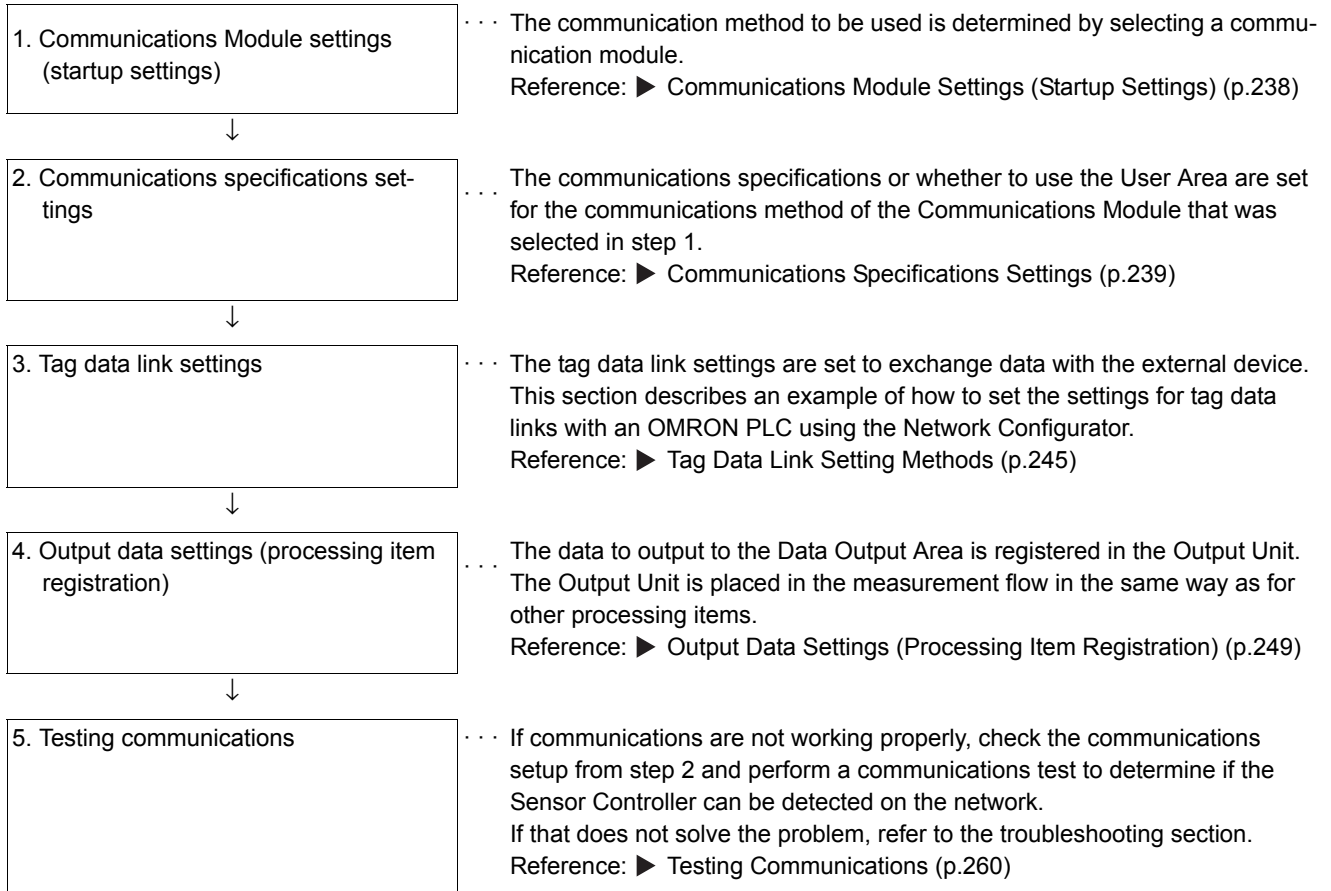 1. Communications Module settings
(startup settings)
· · · The communication method to be used is determined by selecting a commu-
nication module.
Reference: ▶ Communications Module Settings (Startup Settings) (p.238)
↓
2. Communications specifications set-
tings
· · · The communications specifications or whether to use the User Area are set
for the communications method of the Communications Module that was
selected in step 1.
Reference: ▶ Communications Specifications Settings (p.239)
↓
3. Tag data link settings
· · · The tag data link settings are set to exchange data with the external device.
This section describes an example of how to set the settings for tag data
links with an OMRON PLC using the Network Configurator.
Reference: ▶ Tag Data Link Setting Methods (p.245)
↓
4. Output data settings (processing item
registration)
· · · The data to output to the Data Output Area is registered in the Output Unit.
The Output Unit is placed in the measurement flow in the same way as for
other processing items.
Reference: ▶ Output Data Settings (Processing Item Registration) (p.249)
↓
5. Testing communications
· · · If communications are not working properly, check the communications
setup from step 2 and perform a communications test to determine if the
Sensor Controller can be detected on the network.
If that does not solve the problem, refer to the troubleshooting section.
Reference: ▶ Testing Communications (p.260)